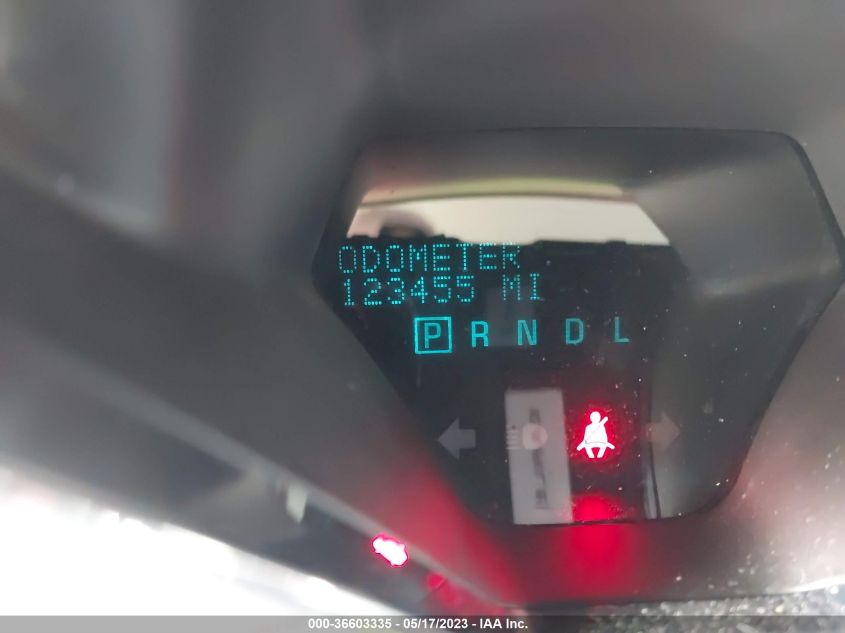 ODOMETER
123455 MI
P R N D L
000-36603335 - 05/17/2023 - IAA Inc.